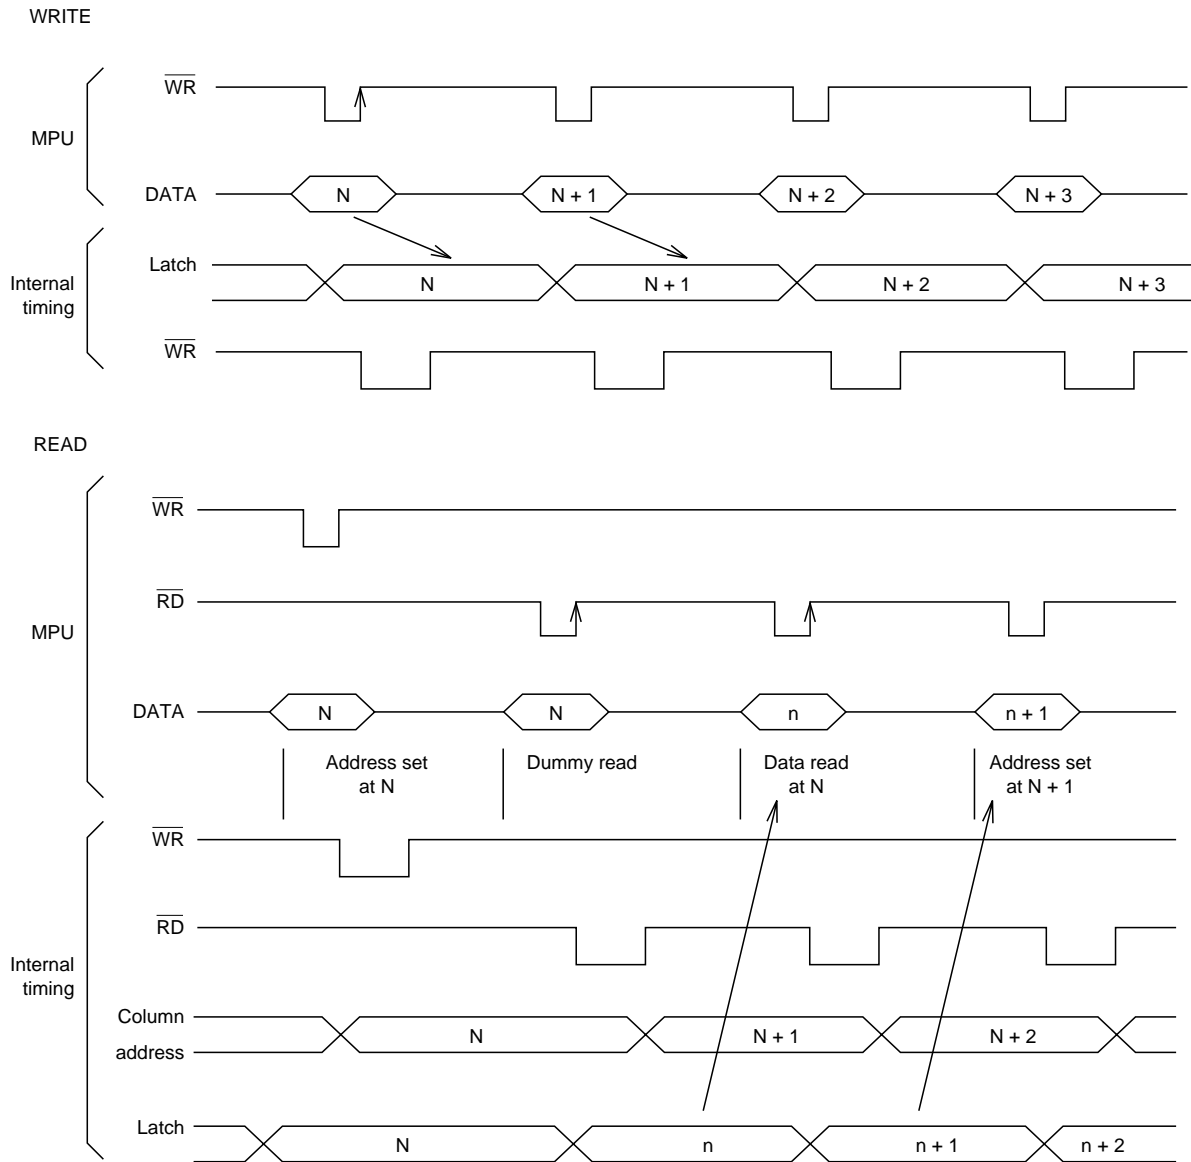 WRITE
WR
MPU
DATA N N + 1 N + 2 N + 3
Latch
Internal
timing
N N + 1 N + 2 N + 3
WR
READ
WR
RD
MPU
DATA N N n n + 1
Address set
at N
Dummy read
Data read
at N
Address set
at N + 1
WR
RD
Internal
timing
Column
address
N N + 1 N + 2
Latch
N n n + 1 n + 2